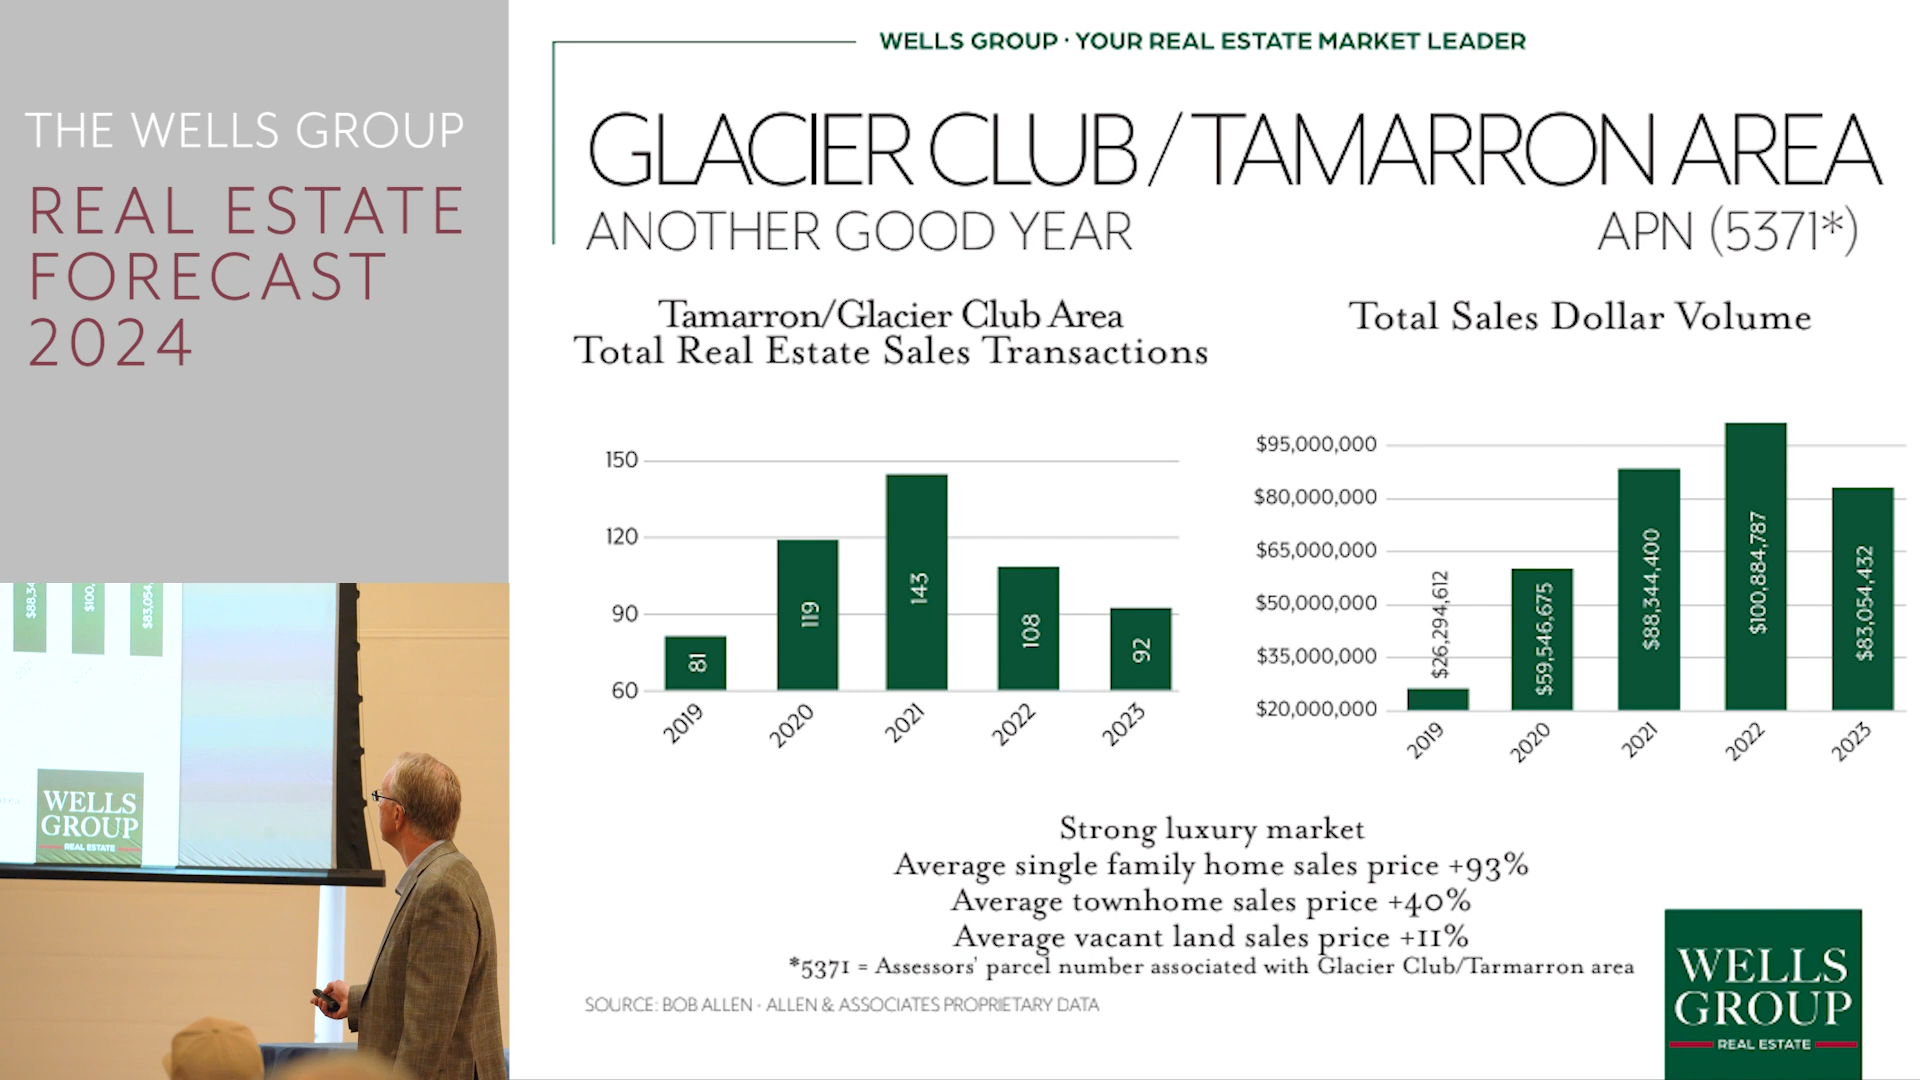 THE WELLS GROUP
REAL ESTATE
FORECAST
2024
WELLS GROUP · YOUR REAL ESTATE MARKET LEADER
GLACIER CLUB / TAMARRON AREA
ANOTHER GOOD YEAR
APN (5371*)
Tamarron/Glacier Club Area
Total Real Estate Sales Transactions
150
120
90
60
81
119
143
108
92
2019
2020
2021
2022
2023
Total Sales Dollar Volume
$95,000,000
$80,000,000
$65,000,000
$50,000,000
$35,000,000
$20,000,000
$26,294,612
$59,546,675
$88,344,400
$100,884,787
$83,054,432
2019
2020
2021
2022
2023
Strong luxury market
Average single family home sales price +93%
Average townhome sales price +40%
Average vacant land sales price +11%
*5371 = Assessors' parcel number associated with Glacier Club/Tarmarron area
SOURCE: BOB ALLEN - ALLEN & ASSOCIATES PROPRIETARY DATA
WELLS
GROUP
REAL ESTATE
$88,34
$100,
$83,054,
WELLS
GROUP
REAL ESTATE